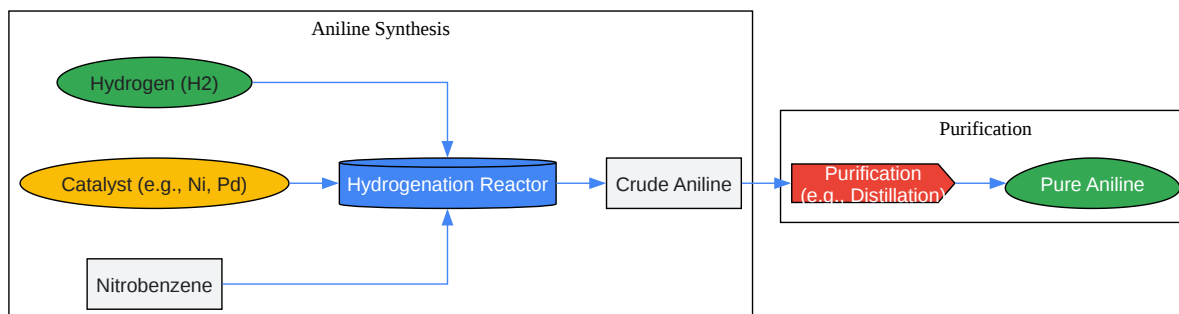 Aniline Synthesis
Hydrogen (H2)
Catalyst (e.g., Ni, Pd)
Hydrogenation Reactor
Nitrobenzene
Crude Aniline
Purification
Purification
(e.g., Distillation)
Pure Aniline